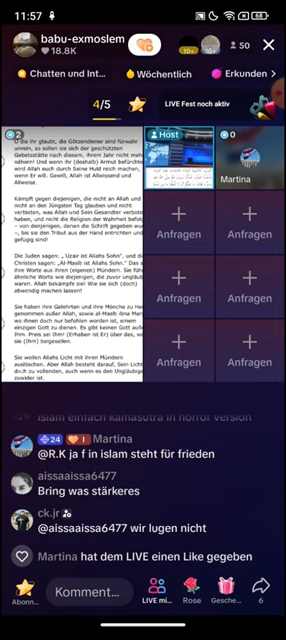 11:57
68
babu-exmoslem
18.8K
10+
10+
50
Chatten und Int...
Wöchentlich
Erkunden
4/5
LIVE Fest noch aktiv
2
O die ihr glaubt, die Götzendiener sind fürwahr
unrein, so sollen sie sich der geschützten
Gebetsstätte nach diesem, ihrem Jahr nicht mehr
nähern! Und wenn ihr (deshalb) Armut befürchtet,
wird Allah euch durch Seine Huld reich machen,
wenn Er will. Gewiß, Allah ist Allwissend und
Allweise.
Kämpft gegen diejenigen, die nicht an Allah und
nicht an den Jüngsten Tag glauben und nicht
verbieten, was Allah und Sein Gesandter verboten
haben, und nicht die Religion der Wahrheit befolgen
– von denjenigen, denen die Schrift gegeben wurde
–, bis sie den Tribut aus der Hand entrichten und
gefügig sind!
Die Juden sagen: „ Uzair ist Allahs Sohn", und die
Christen sagen: „Al-Masih ist Allahs Sohn." Das sind
ihre Worte aus ihren (eigenen) Mündern. Sie führen
ähnliche Worte wie diejenigen, die zuvor ungläubig
waren. Allah bekämpfe sie! Wie sie sich (doch)
abwendig machen lassen!
Sie haben ihre Gelehrten und ihre Mönche zu Herren
genommen außer Allah, sowie al-Masih ibna Maryam,
wo ihnen doch nur befohlen worden ist, einem
einzigen Gott zu dienen. Es gibt keinen Gott außer
Ihm. Preis sei Ihm! (Erhaben ist Er) über das, was
sie (Ihm) beigesellen.
Sie wollen Allahs Licht mit ihren Mündern
auslöschen. Aber Allah besteht darauf, Sein Licht
zu vollenden, auch wenn es den Ungläubigen
zuwider ist.
Host
0
Martina
Anfragen
Anfragen
Anfragen
Anfragen
Anfragen
Anfragen
islam einfach kamasutra in horror version
24
I
Martina
@R.K ja f in islam steht für frieden
aissaaissa6477
Bring was stärkeres
ck.jr
@aissaaissa6477 wir lugen nicht
Martina hat dem LIVE einen Like gegeben
Abonn...
Komment...
LIVE mi...
Rose
Gesche...
6